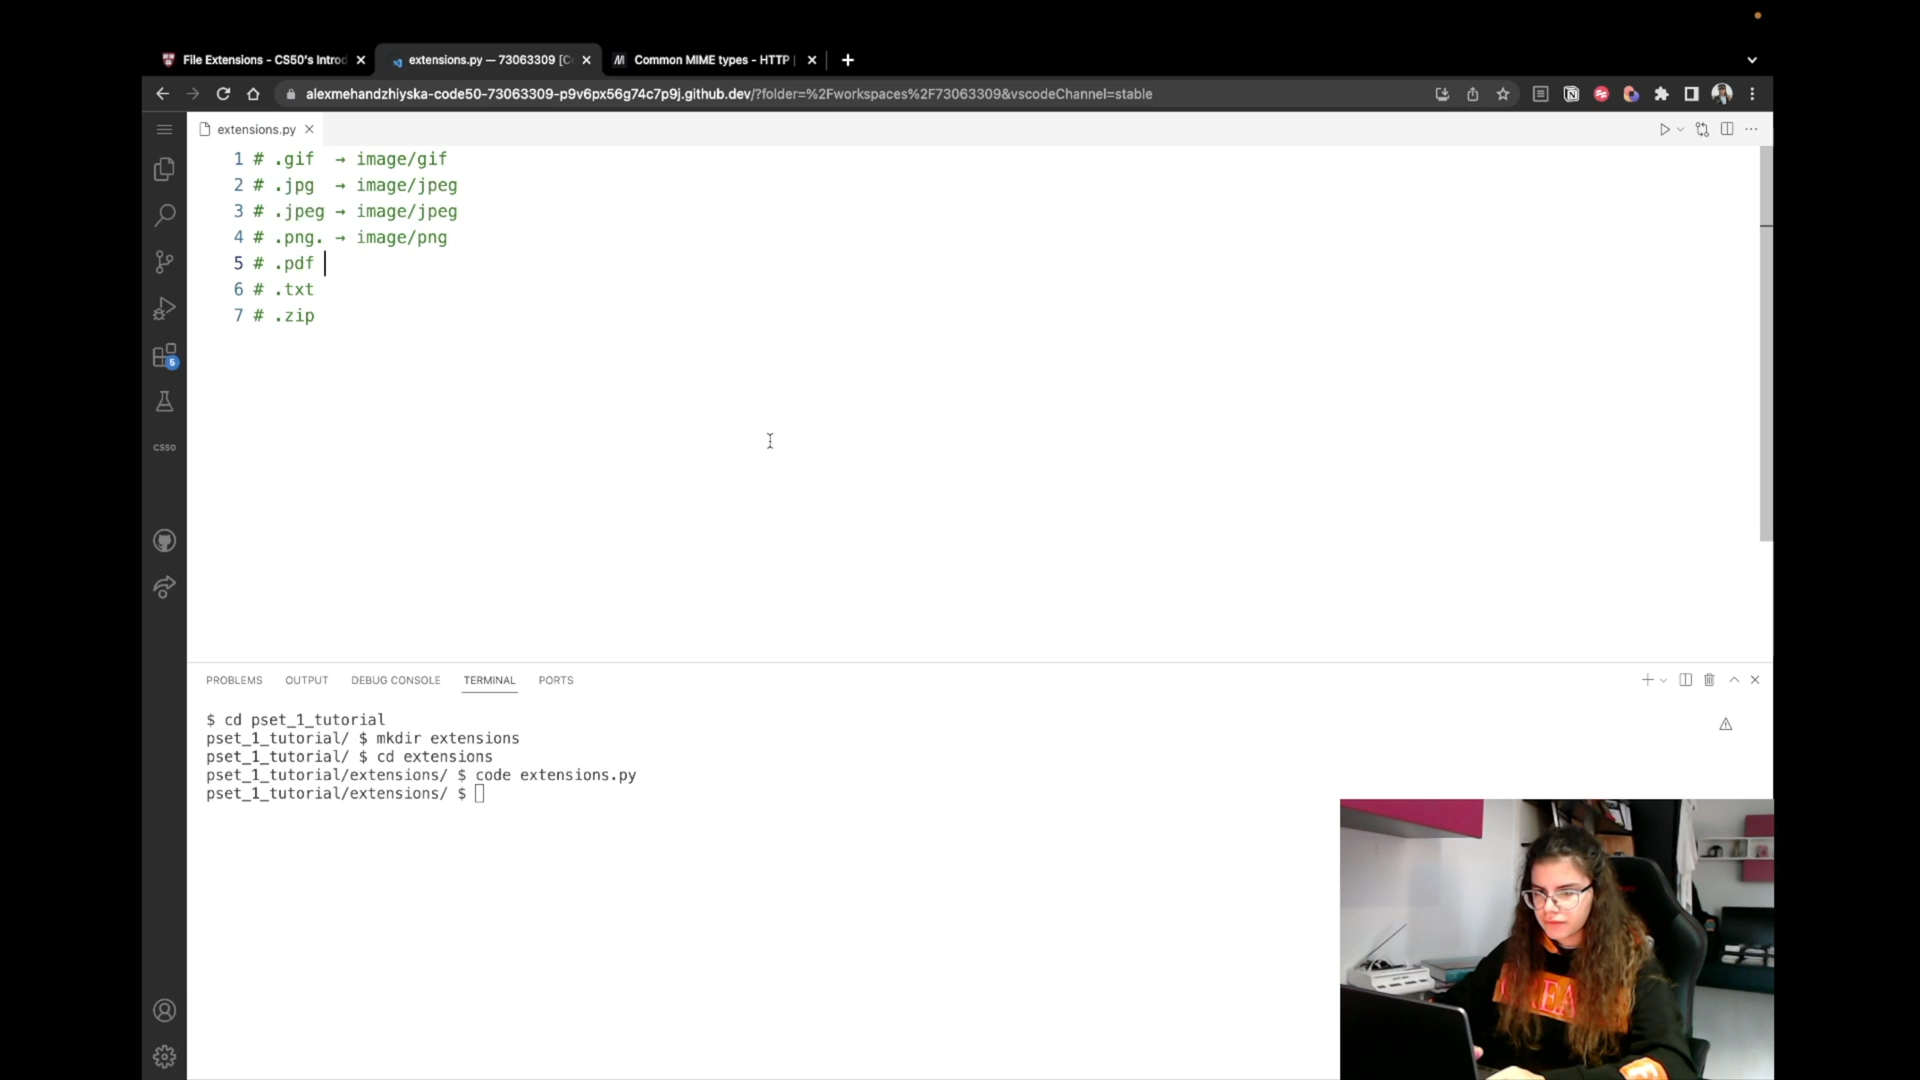 File Extensions - CS50's Introd
extensions.py — 73063309 [C
Common MIME types - HTTP
alexmehandzhiyska-code50-73063309-p9v6px56g74c7p9j.github.dev/?folder=%2Fworkspaces%2F73063309&vscodeChannel=stable
extensions.py
1 # .gif → image/gif
2 # .jpg → image/jpeg
3 # .jpeg → image/jpeg
4 # .png. → image/png
5 # .pdf
6 # .txt
7 # .zip
5
CS50
PROBLEMS OUTPUT DEBUG CONSOLE TERMINAL PORTS
$ cd pset_1_tutorial
pset_1_tutorial/ $ mkdir extensions
pset_1_tutorial/ $ cd extensions
pset_1_tutorial/extensions/ $ code extensions.py
pset_1_tutorial/extensions/ $